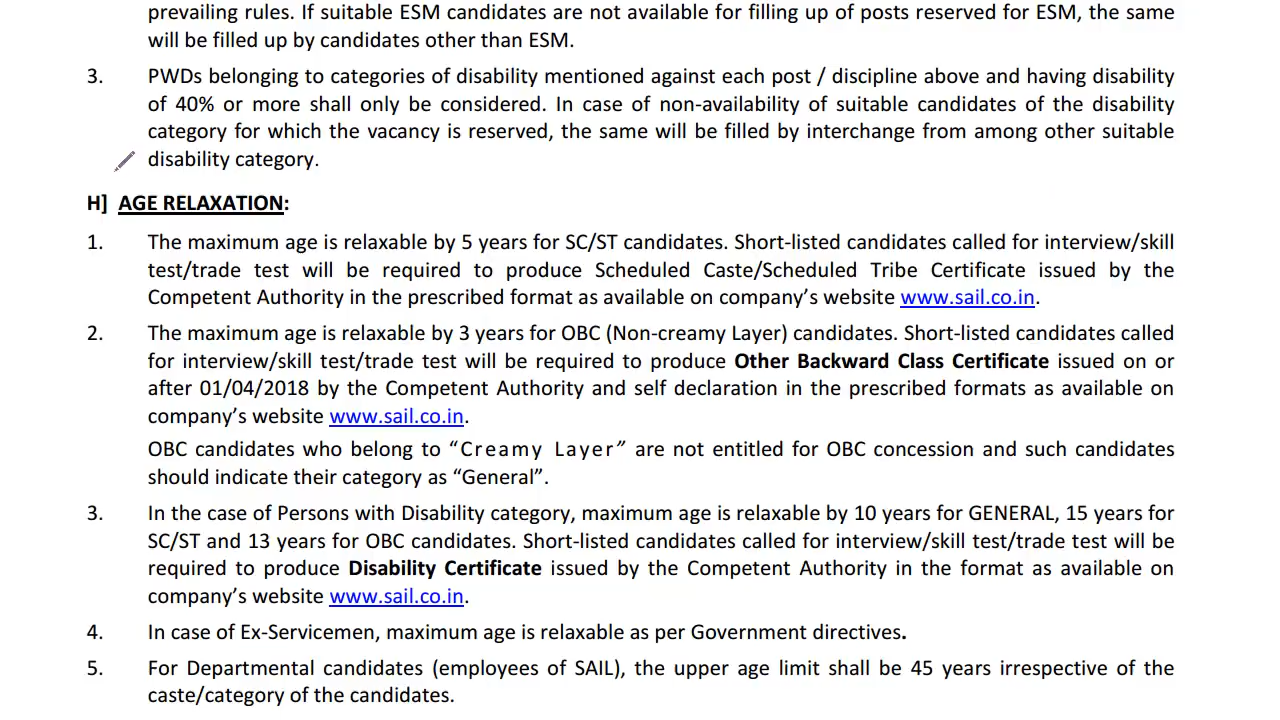 prevailing rules. If suitable ESM candidates are not available for filling up of posts reserved for ESM, the same
will be filled up by candidates other than ESM.
3. PWDs belonging to categories of disability mentioned against each post / discipline above and having disability
of 40% or more shall only be considered. In case of non-availability of suitable candidates of the disability
category for which the vacancy is reserved, the same will be filled by interchange from among other suitable
disability category.
H] AGE RELAXATION:
1. The maximum age is relaxable by 5 years for SC/ST candidates. Short-listed candidates called for interview/skill
test/trade test will be required to produce Scheduled Caste/Scheduled Tribe Certificate issued by the
Competent Authority in the prescribed format as available on company's website www.sail.co.in.
2. The maximum age is relaxable by 3 years for OBC (Non-creamy Layer) candidates. Short-listed candidates called
for interview/skill test/trade test will be required to produce Other Backward Class Certificate issued on or
after 01/04/2018 by the Competent Authority and self declaration in the prescribed formats as available on
company's website www.sail.co.in.
OBC candidates who belong to "Creamy Layer" are not entitled for OBC concession and such candidates
should indicate their category as "General".
3. In the case of Persons with Disability category, maximum age is relaxable by 10 years for GENERAL, 15 years for
SC/ST and 13 years for OBC candidates. Short-listed candidates called for interview/skill test/trade test will be
required to produce Disability Certificate issued by the Competent Authority in the format as available on
company's website www.sail.co.in.
4. In case of Ex-Servicemen, maximum age is relaxable as per Government directives.
5. For Departmental candidates (employees of SAIL), the upper age limit shall be 45 years irrespective of the
caste/category of the candidates.